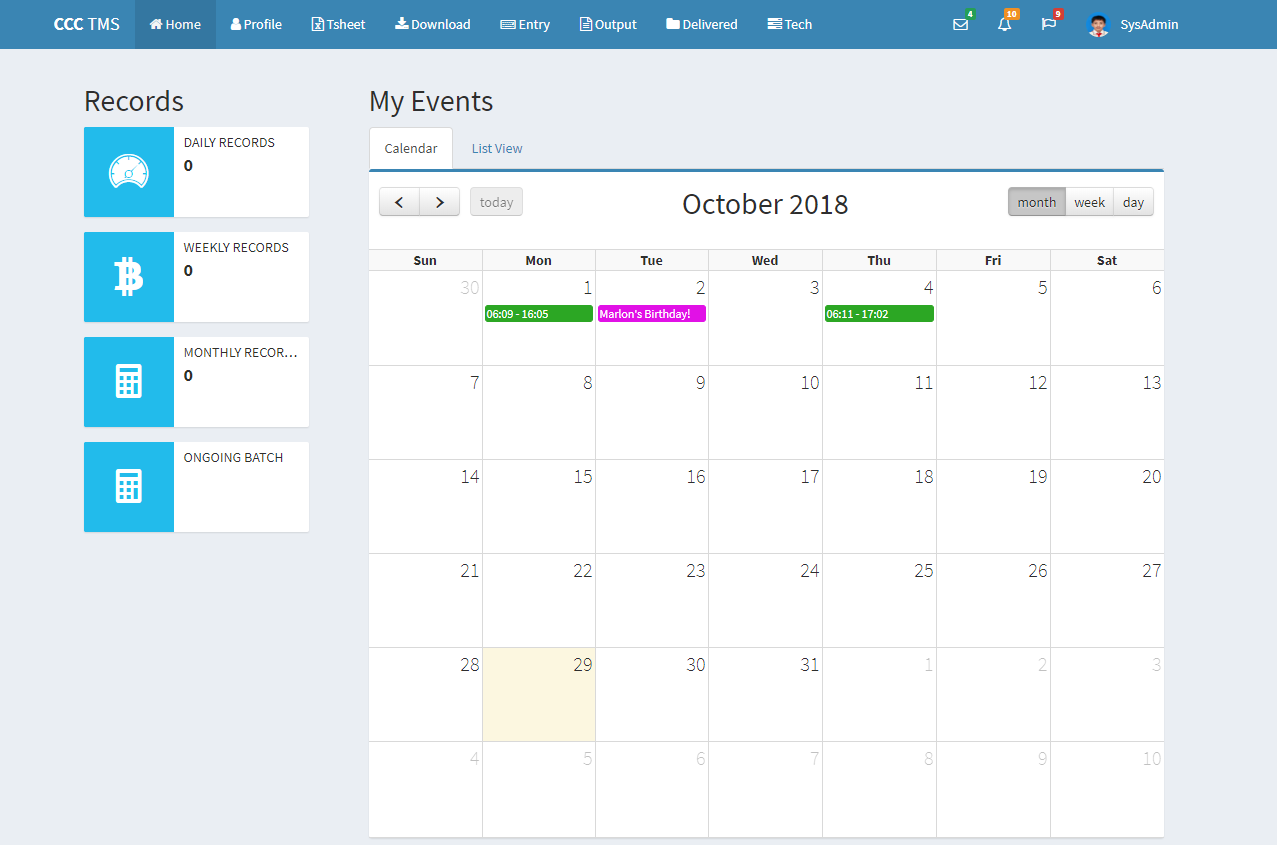 CCC TMS Home Profile Tsheet Download Entry Output Delivered Tech 4 10 9 SysAdmin
Records
DAILY RECORDS
0
WEEKLY RECORDS
0
MONTHLY RECOR...
0
ONGOING BATCH
My Events
Calendar List View
today October 2018 month week day
Sun Mon Tue Wed Thu Fri Sat
30 1 2 3 4 5 6
06:09 - 16:05 Marlon's Birthday! 06:11 - 17:02
7 8 9 10 11 12 13
14 15 16 17 18 19 20
21 22 23 24 25 26 27
28 29 30 31 1 2 3
4 5 6 7 8 9 10